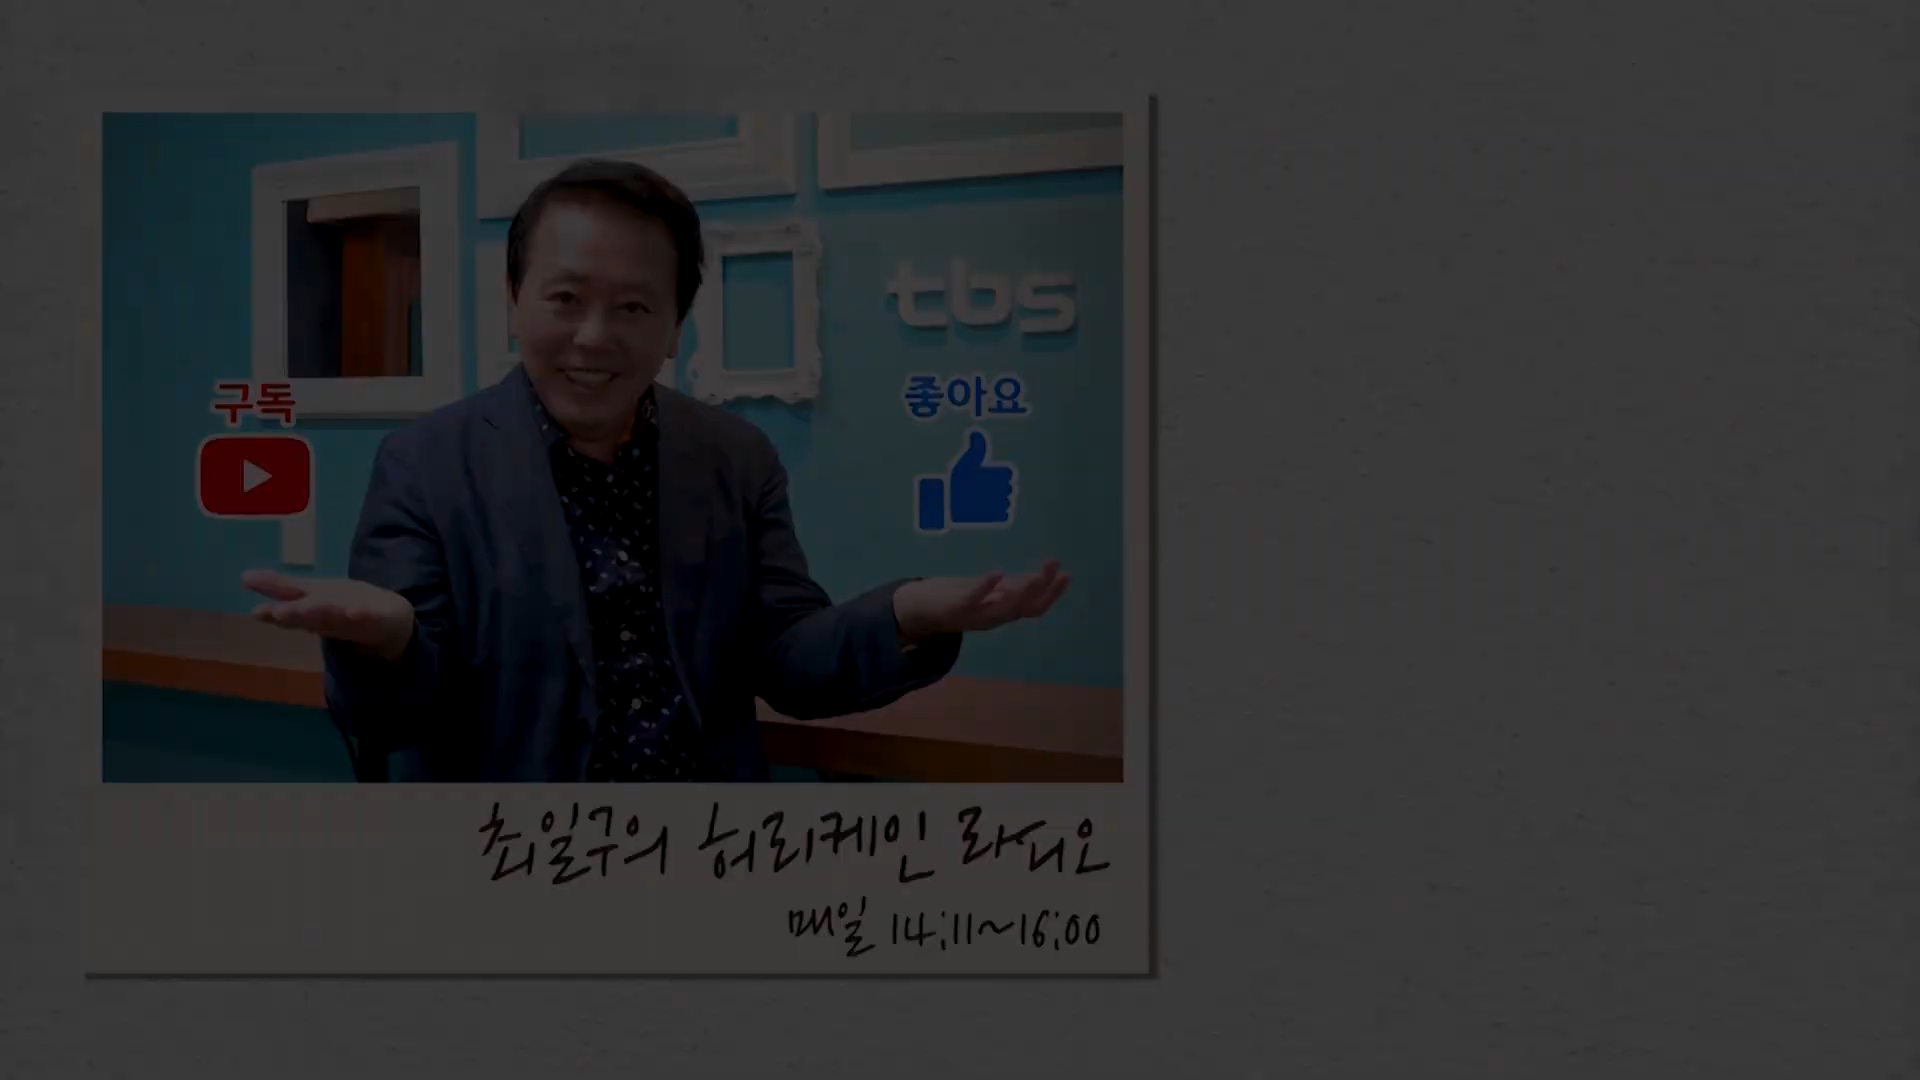 tbs
구독
좋아요
최일구의 허리케인 라디오
매일 14:11~16:00